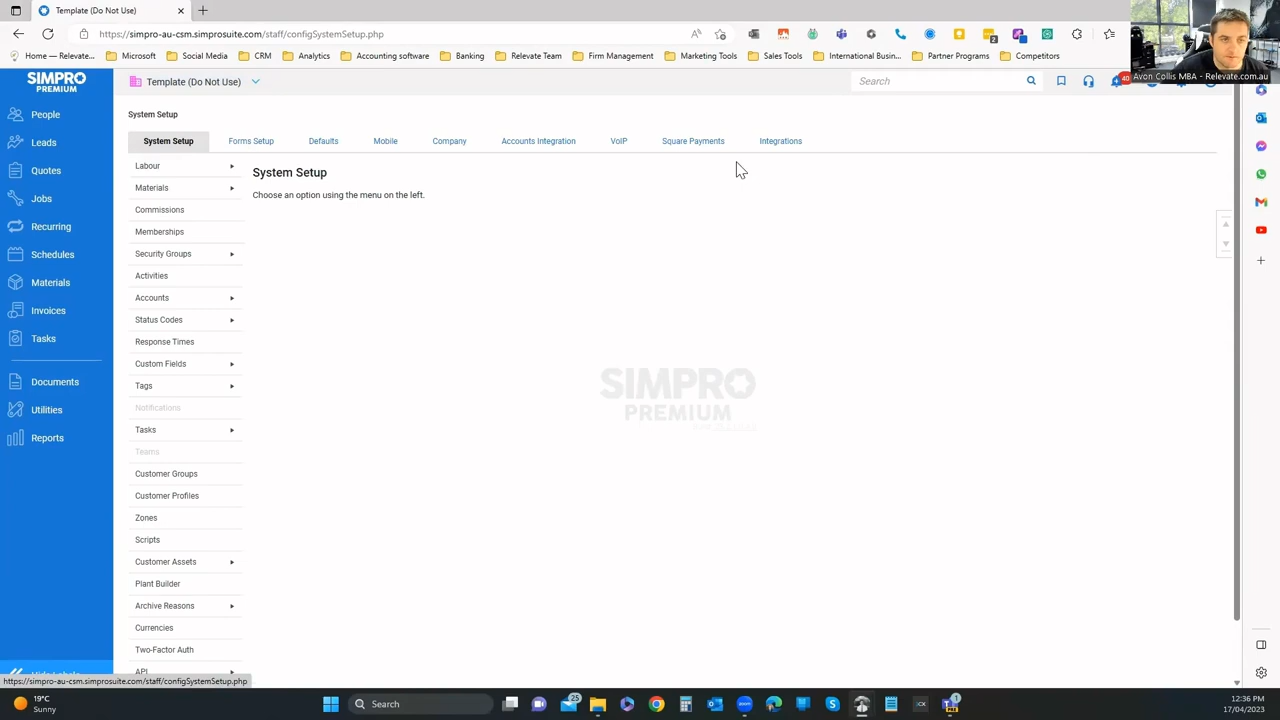 Template (Do Not Use)
https://simpro-au-csm.simprosuite.com/staff/configSystemSetup.php
Home — Relevate...
Microsoft
Social Media
CRM
Analytics
Accounting software
Banking
Relevate Team
Firm Management
Marketing Tools
Sales Tools
International Busin...
Partner Programs
Competitors
Avon Collis MBA - Relevate.com.au
SIMPRO
PREMIUM
Template (Do Not Use)
Search
40
People
Leads
Quotes
Jobs
Recurring
Schedules
Materials
Invoices
Tasks
Documents
Utilities
Reports
System Setup
System Setup
Forms Setup
Defaults
Mobile
Company
Accounts Integration
VoIP
Square Payments
Integrations
Labour
Materials
Commissions
Memberships
Security Groups
Activities
Accounts
Status Codes
Response Times
Custom Fields
Tags
Notifications
Tasks
Teams
Customer Groups
Customer Profiles
Zones
Scripts
Customer Assets
Plant Builder
Archive Reasons
Currencies
Two-Factor Auth
API
System Setup
Choose an option using the menu on the left.
SIMPRO
PREMIUM
https://simpro-au-csm.simprosuite.com/staff/configSystemSetup.php
19°C
Sunny
Search
25
1
12:36 PM
17/04/2023